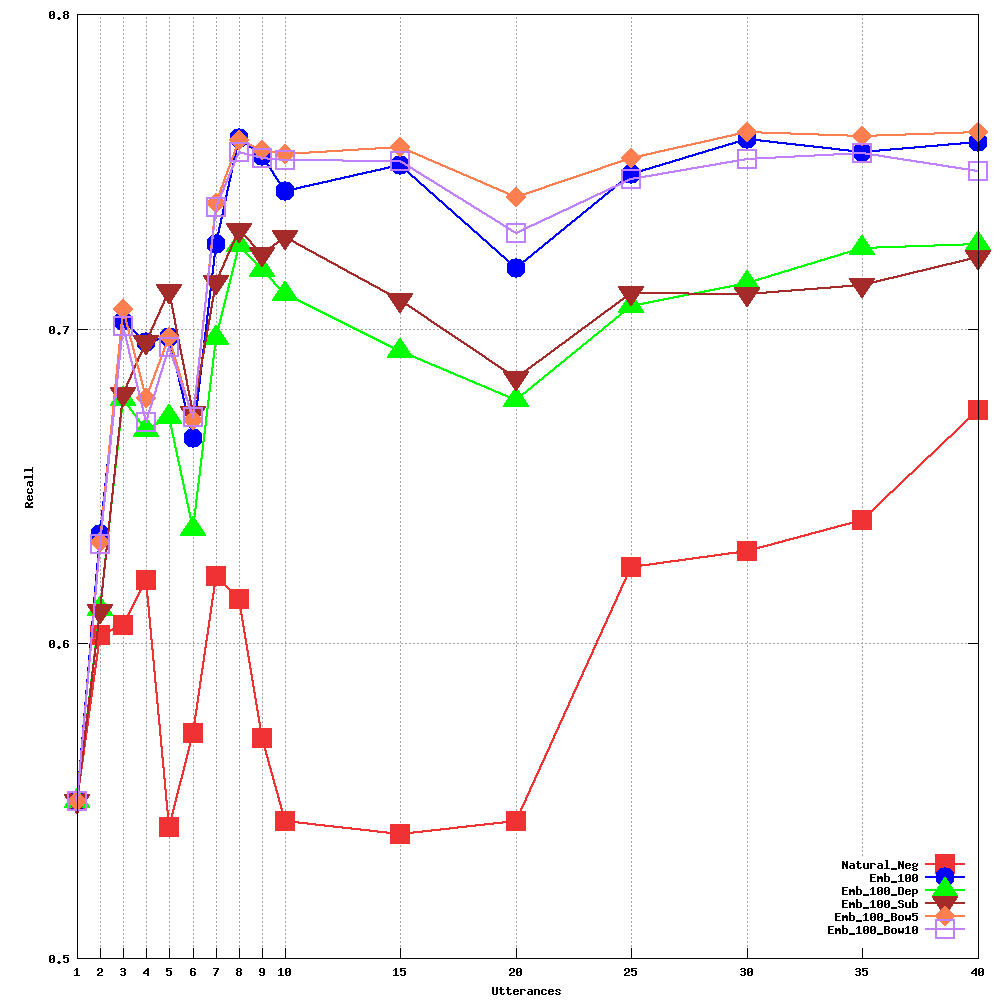 0.8
0.7
0.6
0.5
Recall
1 2 3 4 5 6 7 8 9 10 15 20 25 30 35 40
Utterances
Natural_Neg
Emb_100
Emb_100_Dep
Emb_100_Sub
Emb_100_Bow5
Emb_100_Bow10